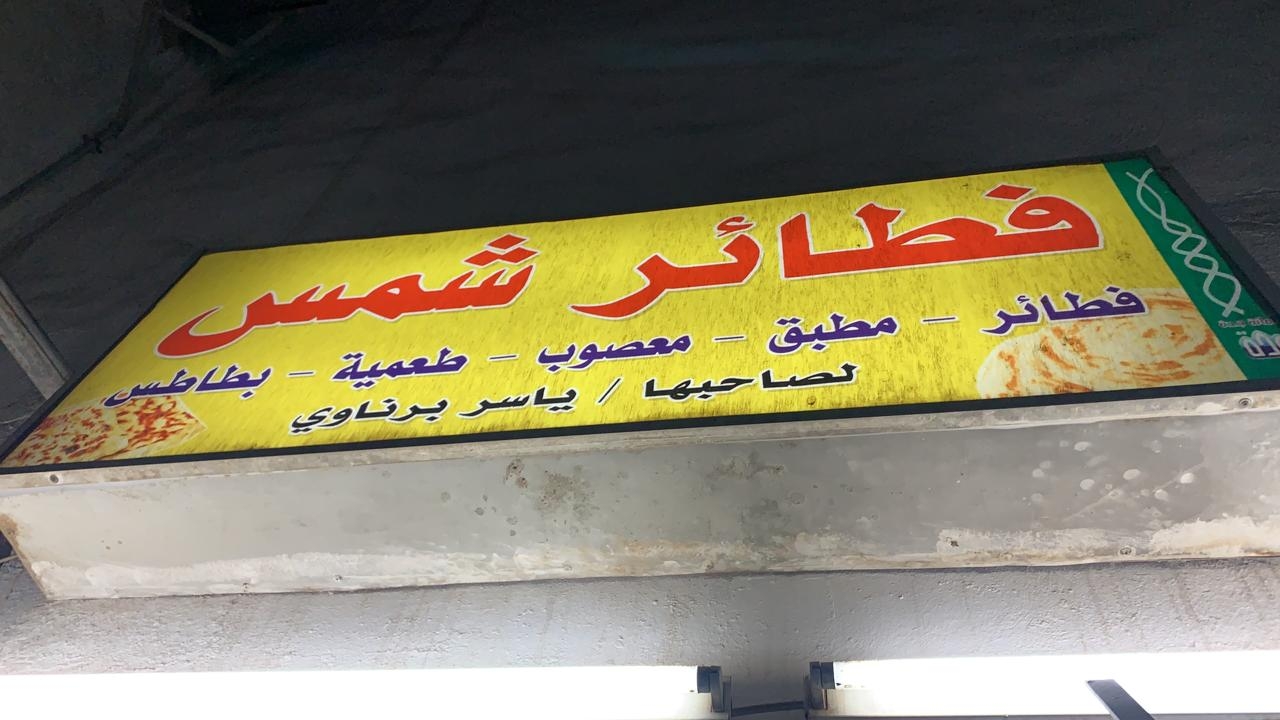 فطائر شمس
فطائر - مطبق - معصوب - طعمية - بطاطس
لصاحبها / ياسر برناوي